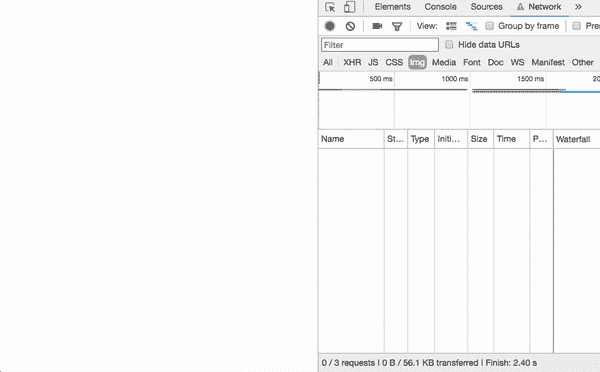 Elements Console Sources Network »
View: Group by frame Pres
Filter Hide data URLs
All XHR JS CSS Img Media Font Doc WS Manifest Other
500 ms 1000 ms 1500 ms 20
Name St... Type Initi... Size Time P... Waterfall
0 / 3 requests | 0 B / 56.1 KB transferred | Finish: 2.40 s